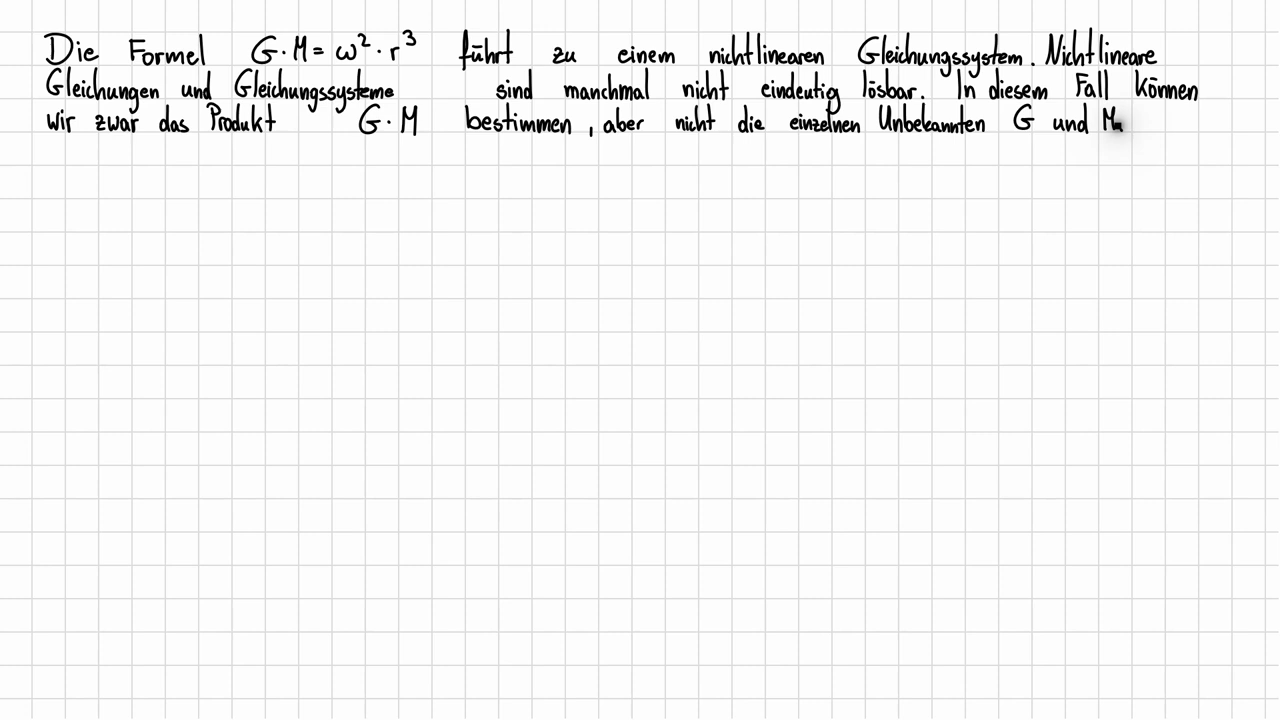 Die Formel G·M = ω²·r³ führt zu einem nichtlinearen Gleichungssystem. Nichtlineare
Gleichungen und Gleichungssysteme sind manchmal nicht eindeutig lösbar. In diesem Fall können
wir zwar das Produkt G·M bestimmen, aber nicht die einzelnen Unbekannten G und M